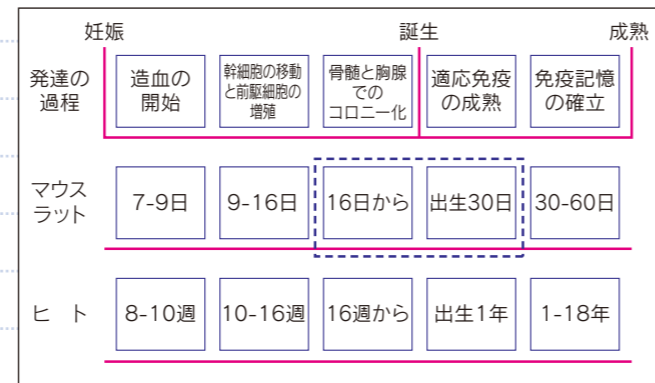 妊娠 誕生 成熟
発達の
過程
造血の
開始
幹細胞の移動
と前駆細胞の
増殖
骨髄と胸腺
での
コロニー化
適応免疫
の成熟
免疫記憶
の確立
マウス
ラット
7-9日
9-16日
16日から
出生30日
30-60日
ヒト
8-10週
10-16週
16週から
出生1年
1-18年